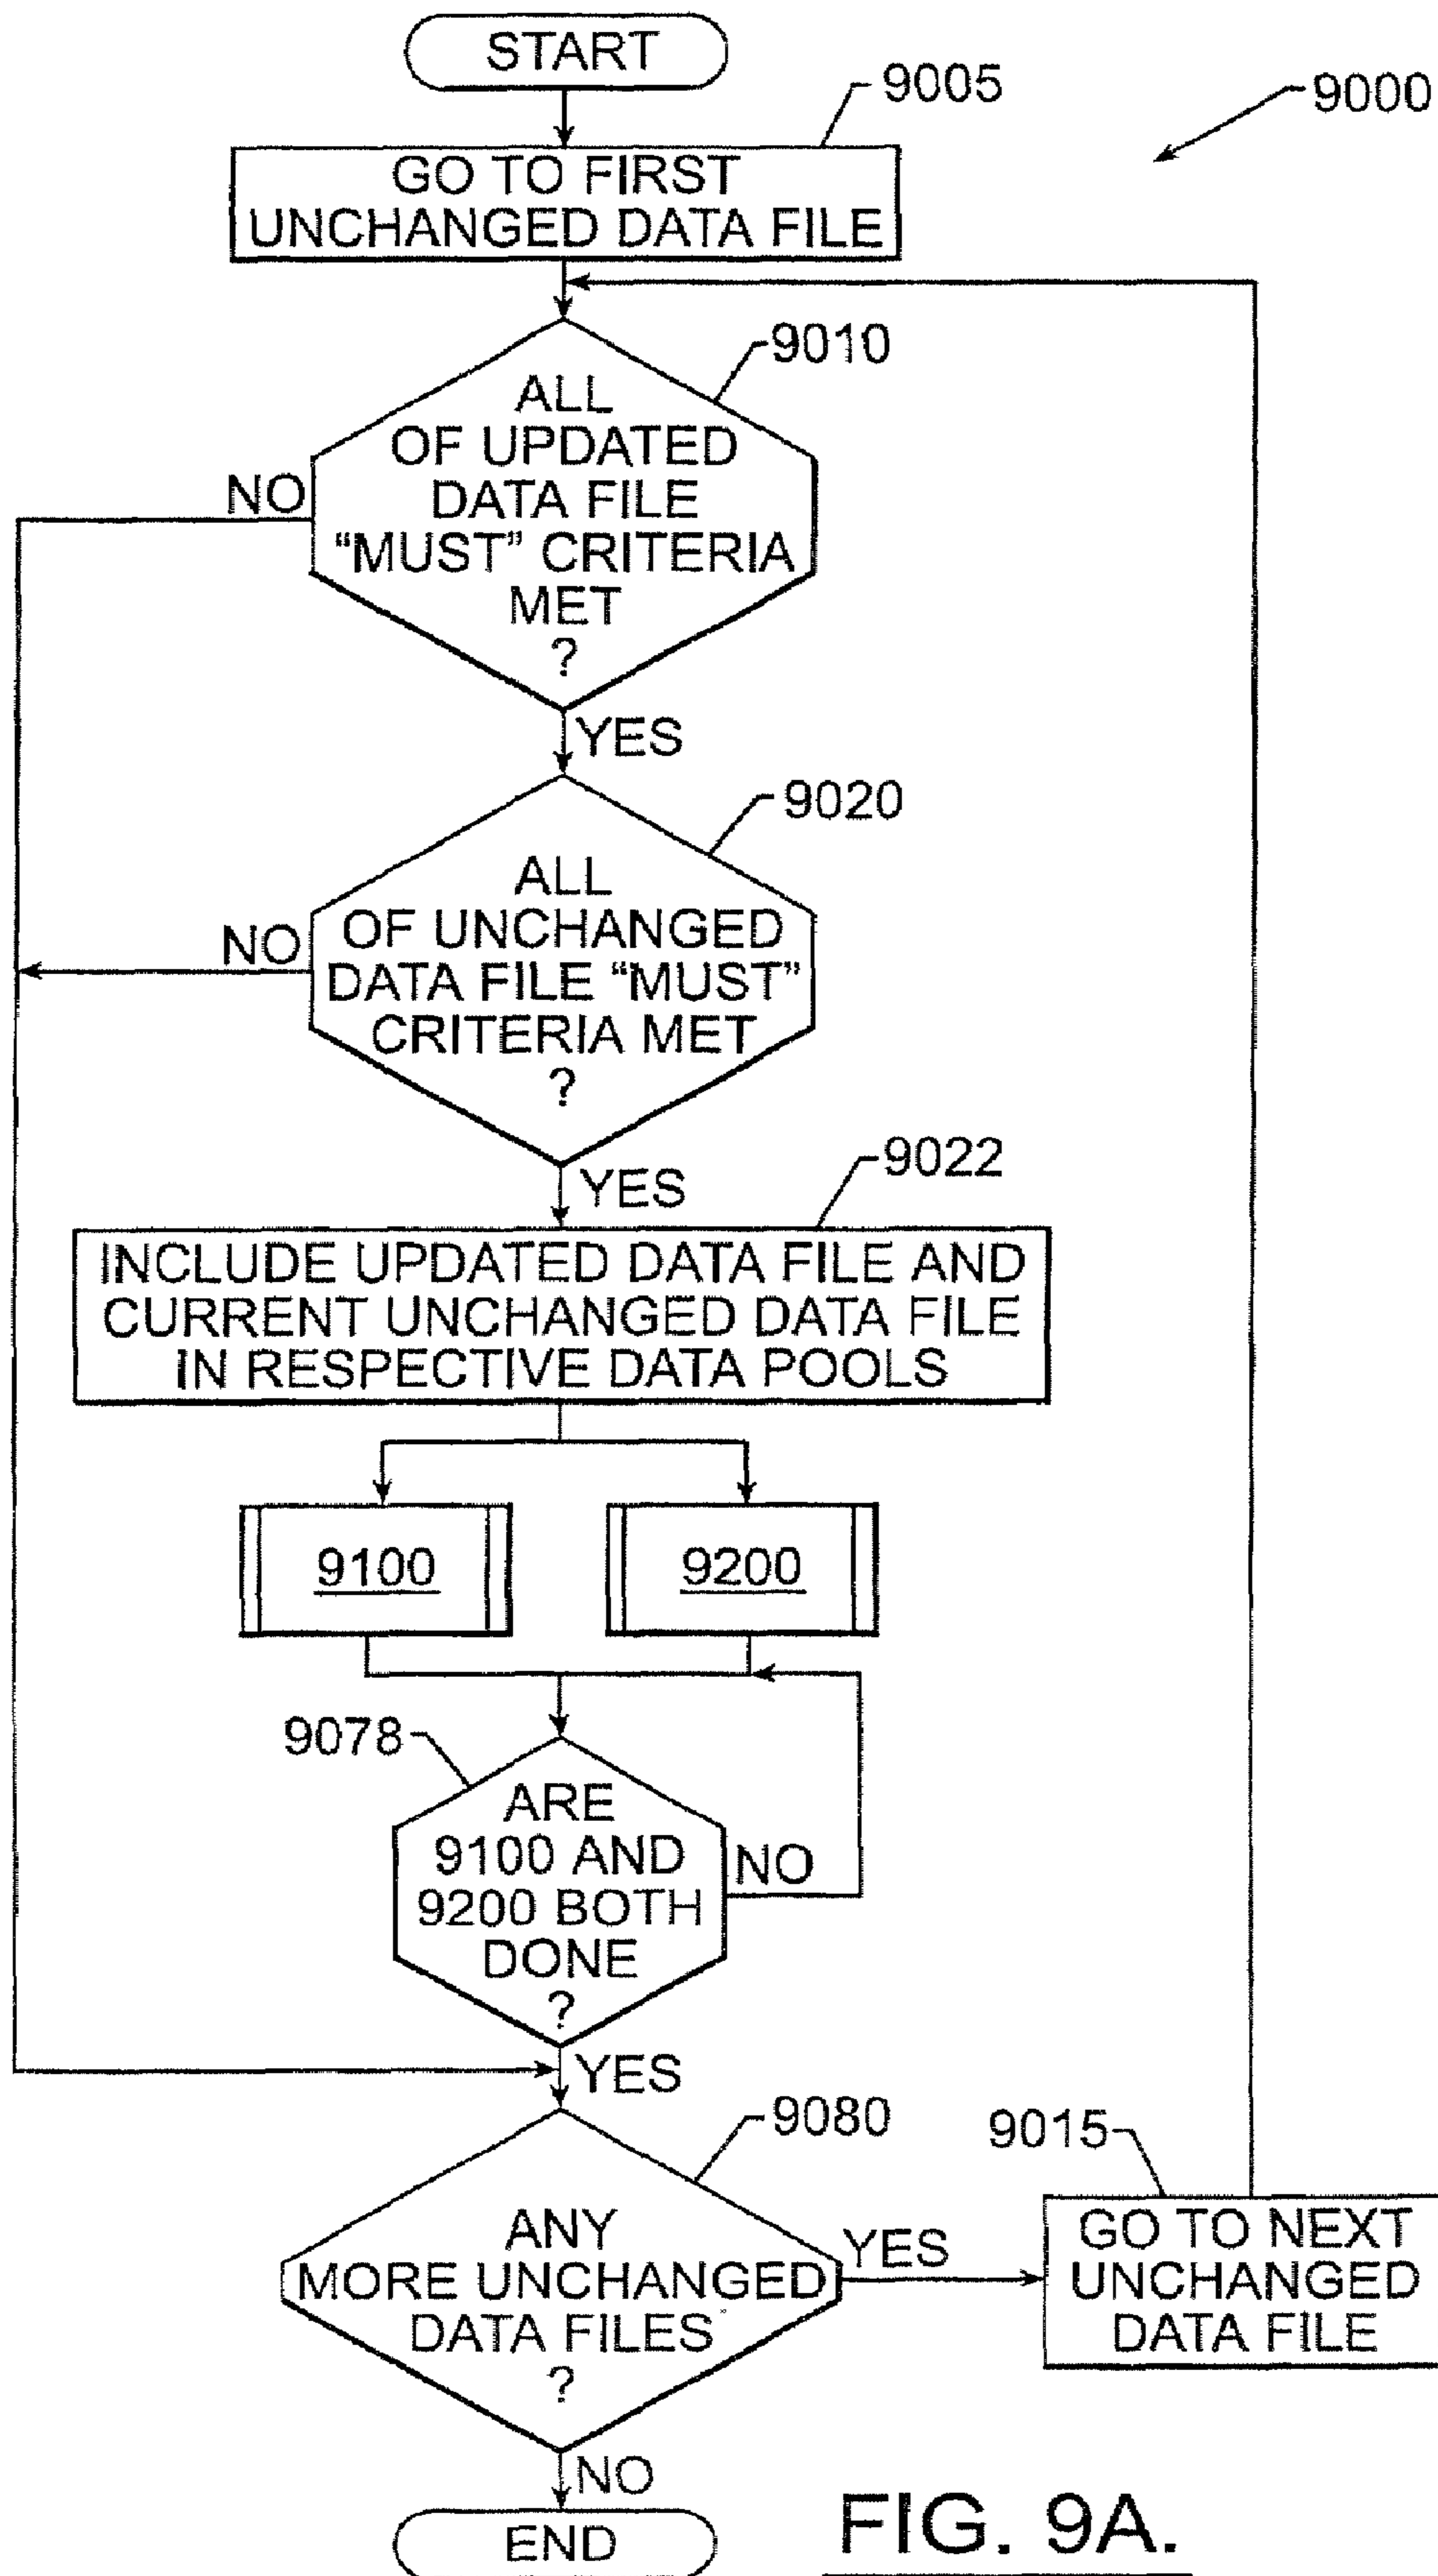 START
9005
9000
GO TO FIRST
UNCHANGED DATA FILE
9010
ALL
OF UPDATED
DATA FILE
“MUST” CRITERIA
MET
?
NO
YES
9020
ALL
OF UNCHANGED
DATA FILE “MUST”
CRITERIA MET
?
NO
YES
9022
INCLUDE UPDATED DATA FILE AND
CURRENT UNCHANGED DATA FILE
IN RESPECTIVE DATA POOLS
9100
9200
9078
ARE
9100 AND
9200 BOTH
DONE
?
NO
YES
9080
ANY
MORE UNCHANGED
DATA FILES
?
YES
9015
GO TO NEXT
UNCHANGED
DATA FILE
NO
END
FIG. 9A.